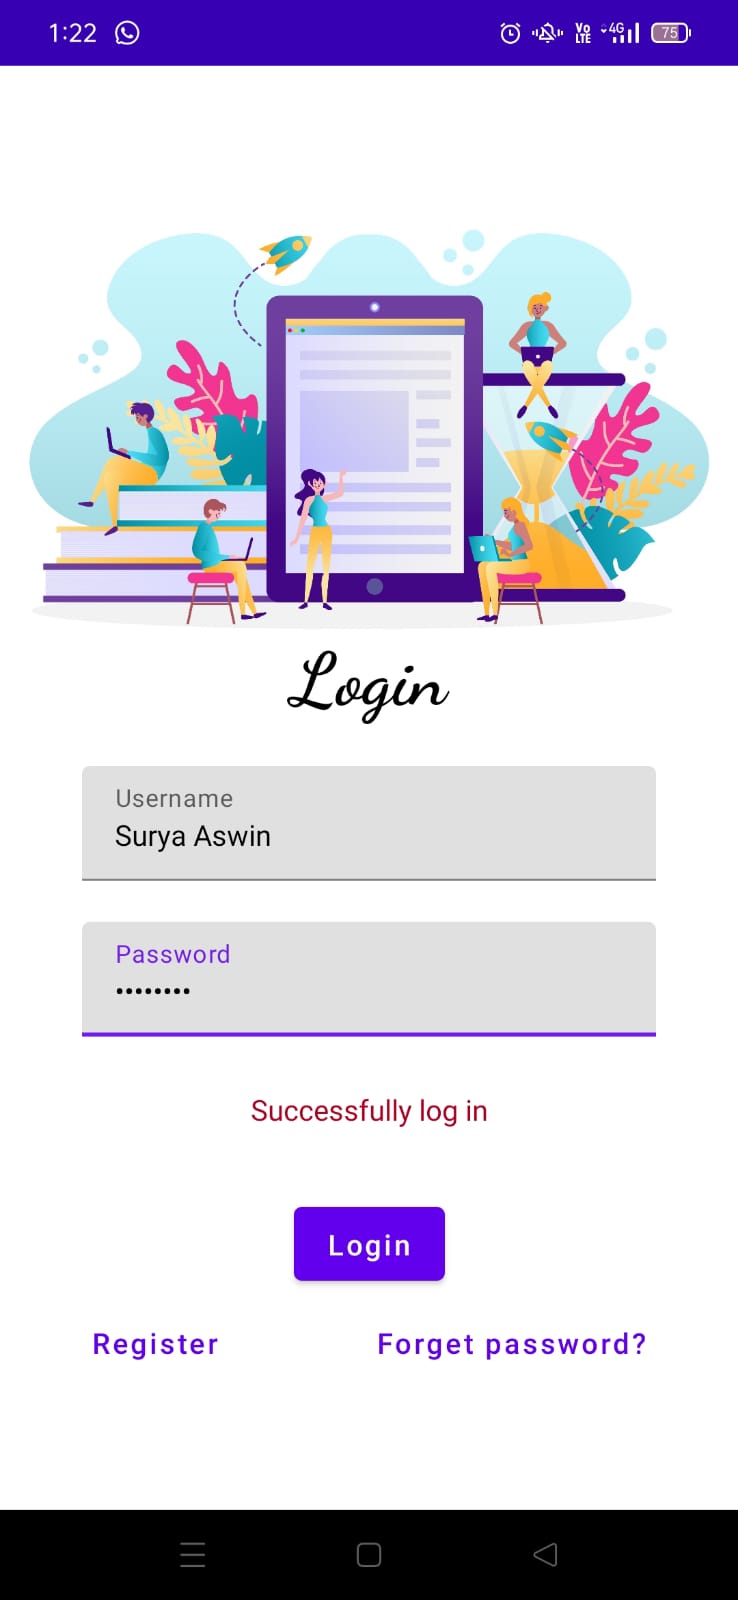 1:22
Vo
LTE
4G
75
Login
Username
Surya Aswin
Password
••••••••
Successfully log in
Login
Register
Forget password?